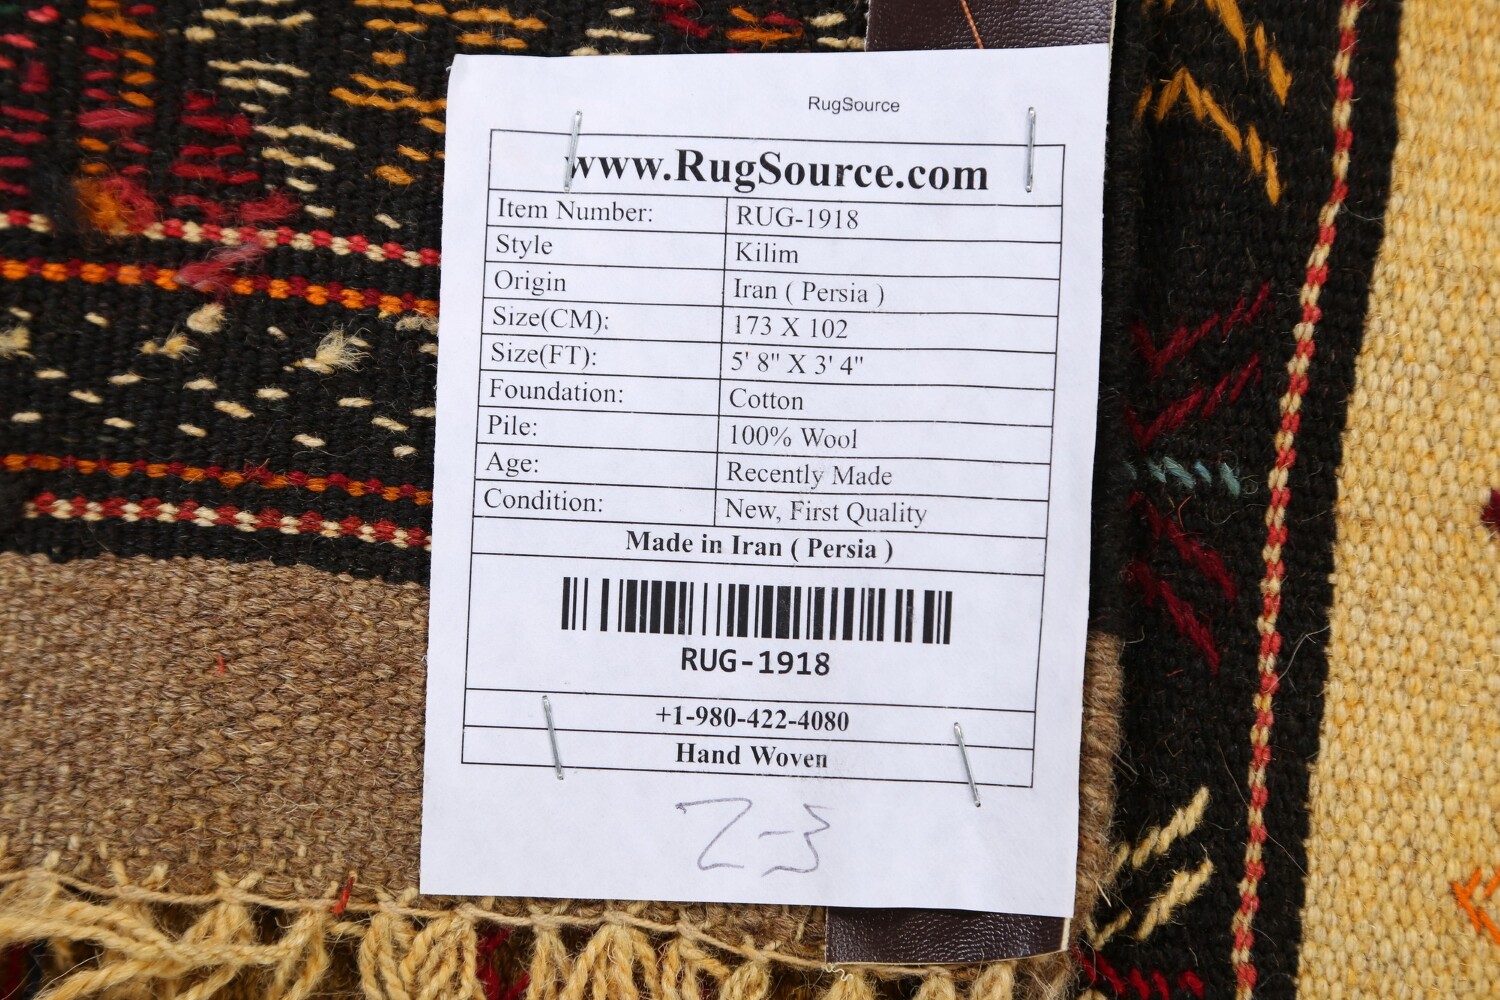 RugSource
www.RugSource.com
Item Number: RUG-1918
Style Kilim
Origin Iran ( Persia )
Size(CM): 173 X 102
Size(FT): 5' 8" X 3' 4"
Foundation: Cotton
Pile: 100% Wool
Age: Recently Made
Condition: New, First Quality
Made in Iran ( Persia )
RUG-1918
+1-980-422-4080
Hand Woven
Z-3